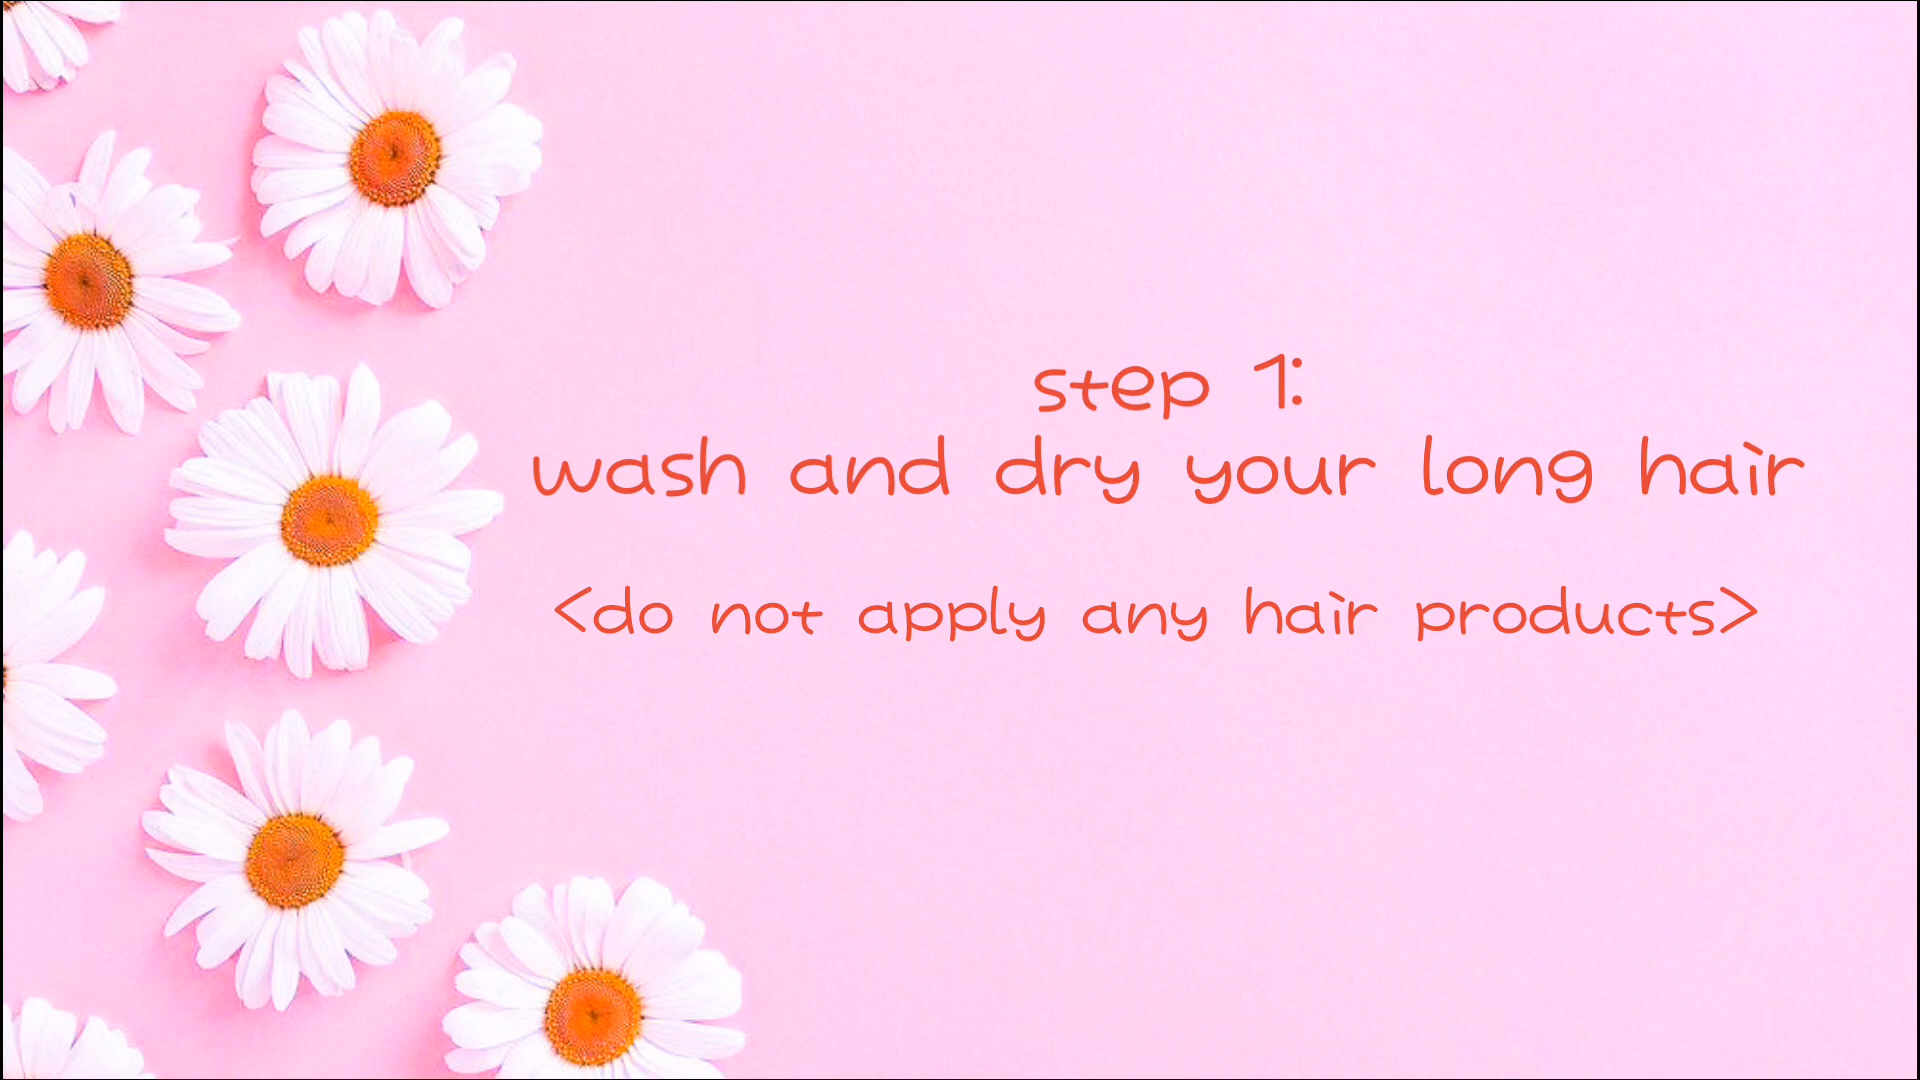 step 1:
wash and dry your long hair
<do not apply any hair products>